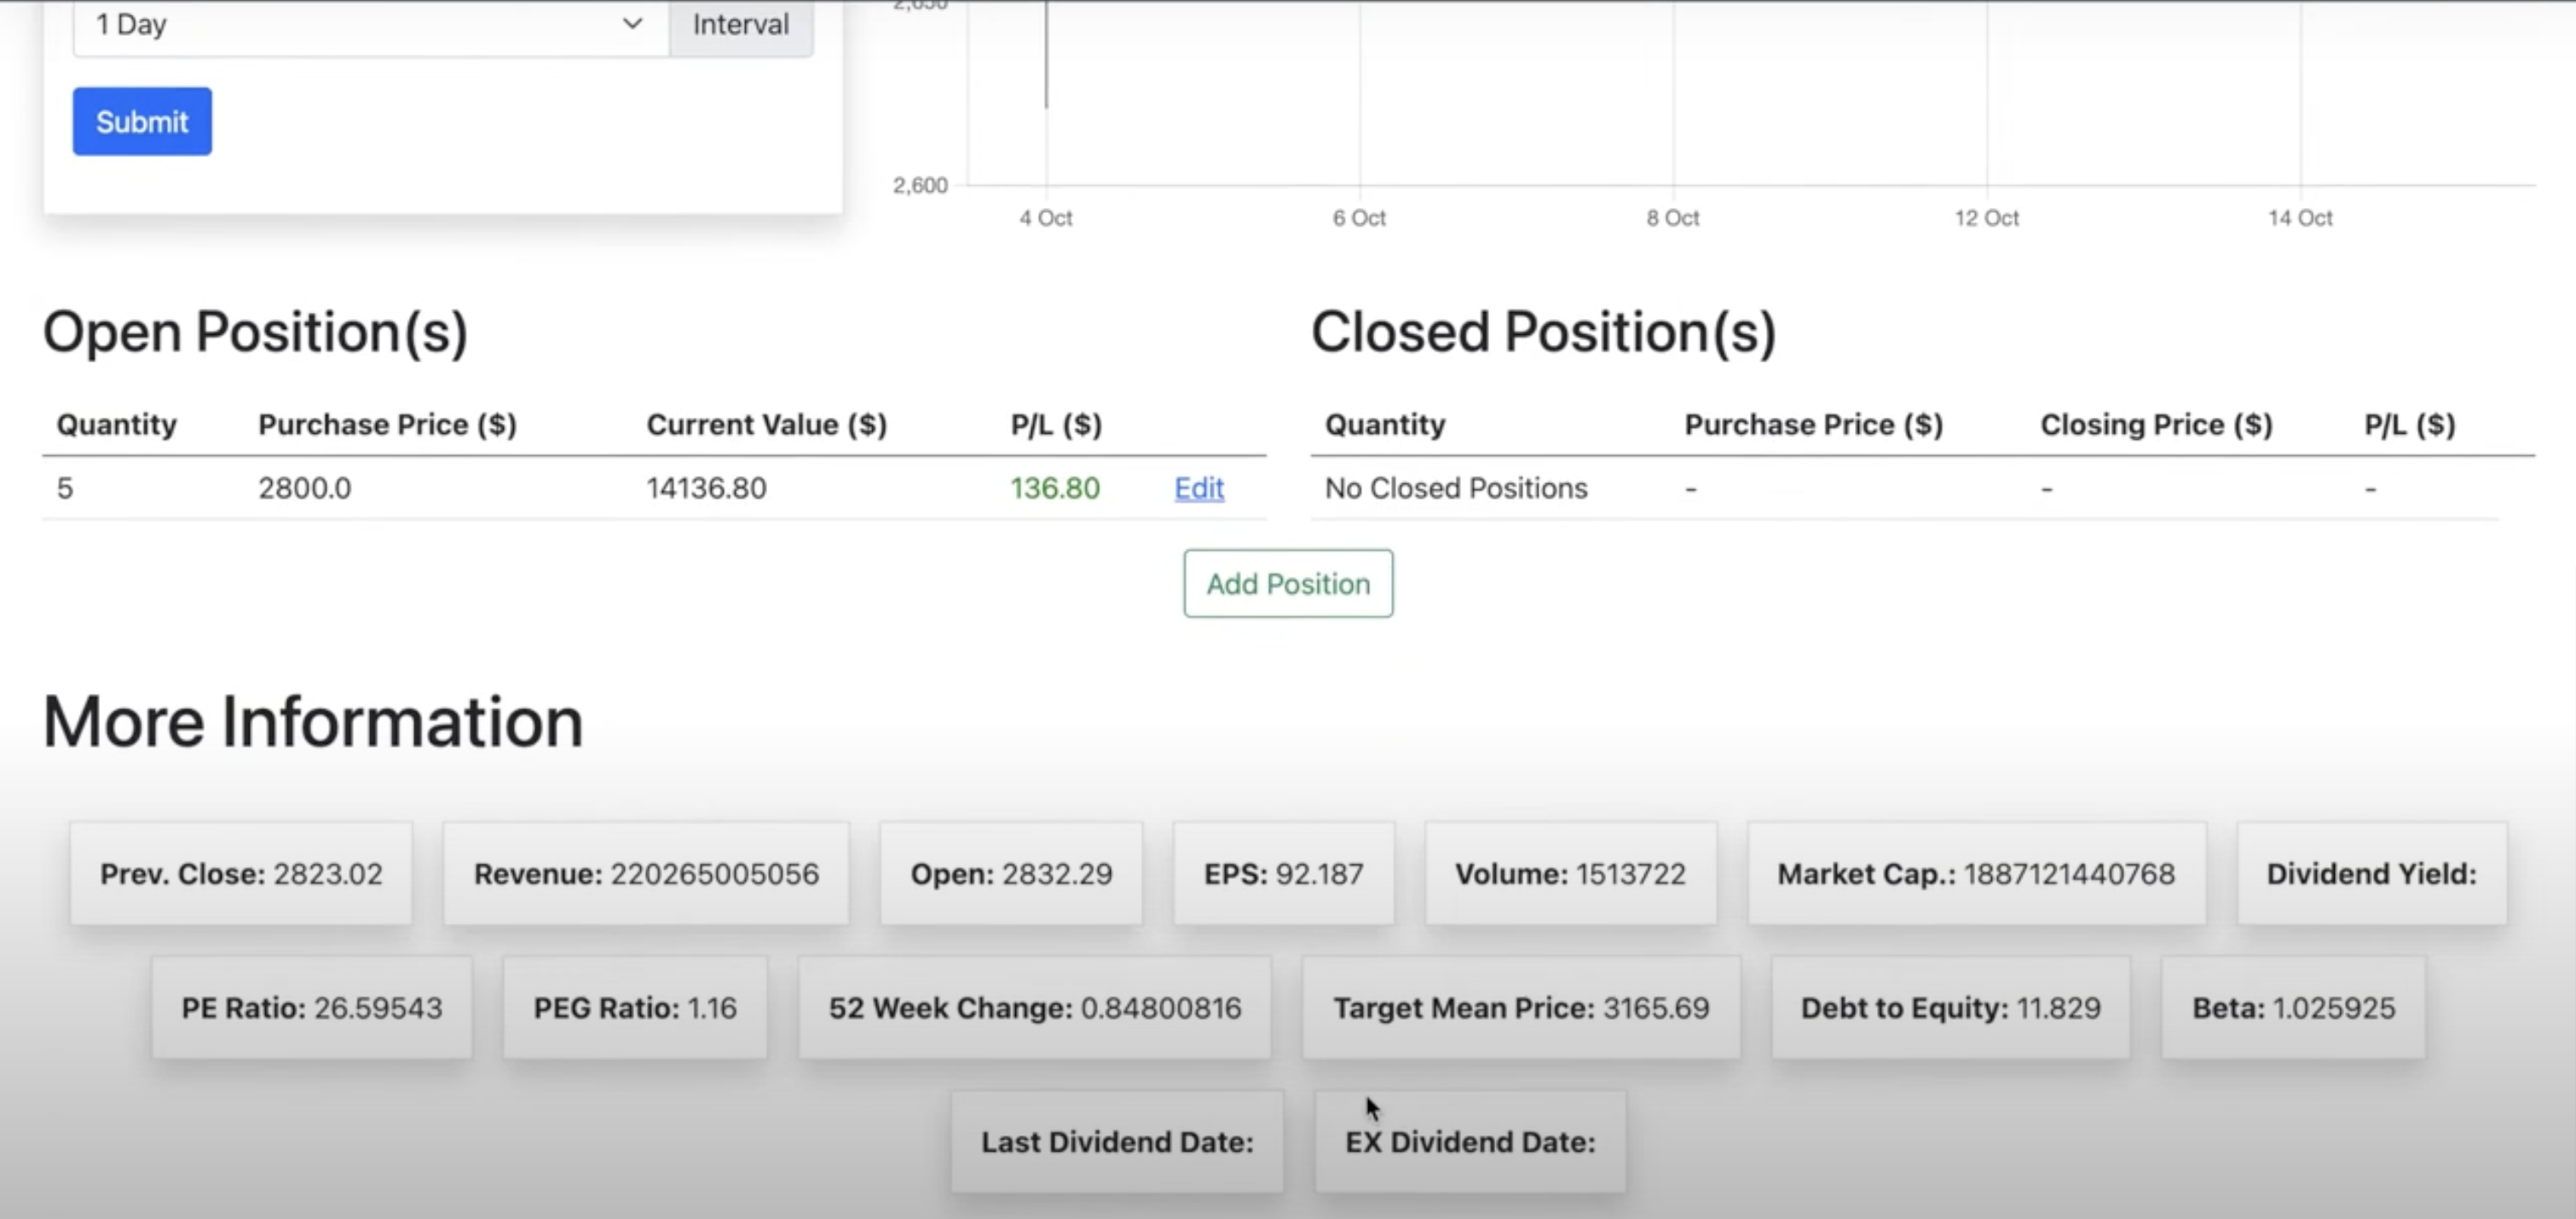 1 Day
Interval
Submit
2,600
4 Oct
6 Oct
8 Oct
12 Oct
14 Oct
Open Position(s)
Quantity Purchase Price ($) Current Value ($) P/L ($)
5 2800.0 14136.80 136.80 Edit
Closed Position(s)
Quantity Purchase Price ($) Closing Price ($) P/L ($)
No Closed Positions - - -
Add Position
More Information
Prev. Close: 2823.02
Revenue: 220265005056
Open: 2832.29
EPS: 92.187
Volume: 1513722
Market Cap.: 1887121440768
Dividend Yield:
PE Ratio: 26.59543
PEG Ratio: 1.16
52 Week Change: 0.84800816
Target Mean Price: 3165.69
Debt to Equity: 11.829
Beta: 1.025925
Last Dividend Date:
EX Dividend Date: